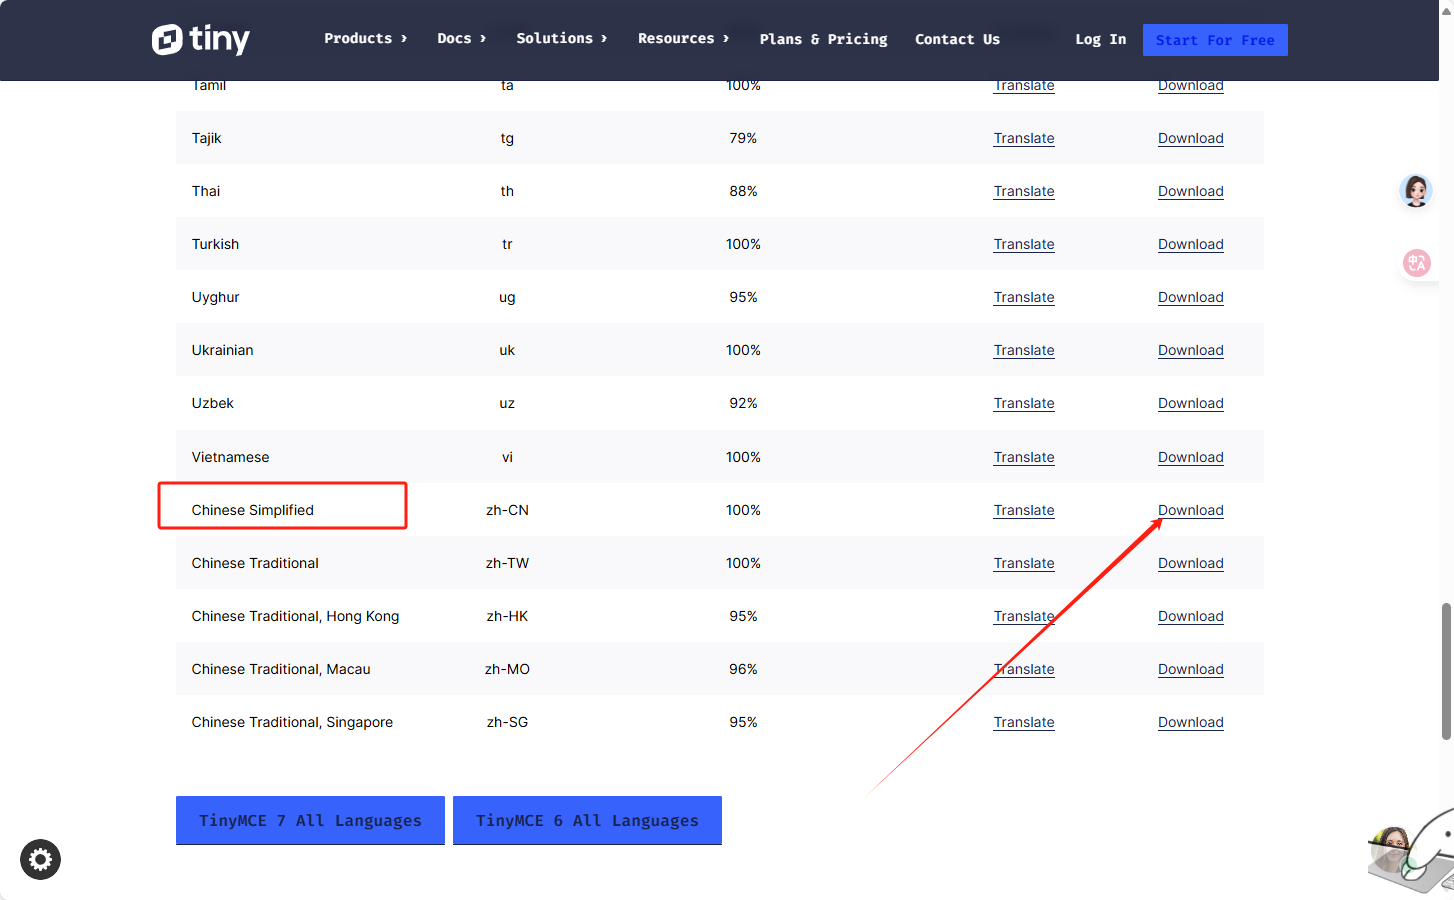 tiny
Products › Docs › Solutions › Resources › Plans & Pricing Contact Us Log In Start For Free
Tamil ta 100% Translate Download
Tajik tg 79% Translate Download
Thai th 88% Translate Download
Turkish tr 100% Translate Download
Uyghur ug 95% Translate Download
Ukrainian uk 100% Translate Download
Uzbek uz 92% Translate Download
Vietnamese vi 100% Translate Download
Chinese Simplified zh-CN 100% Translate Download
Chinese Traditional zh-TW 100% Translate Download
Chinese Traditional, Hong Kong zh-HK 95% Translate Download
Chinese Traditional, Macau zh-MO 96% Translate Download
Chinese Traditional, Singapore zh-SG 95% Translate Download
TinyMCE 7 All Languages TinyMCE 6 All Languages
中 A